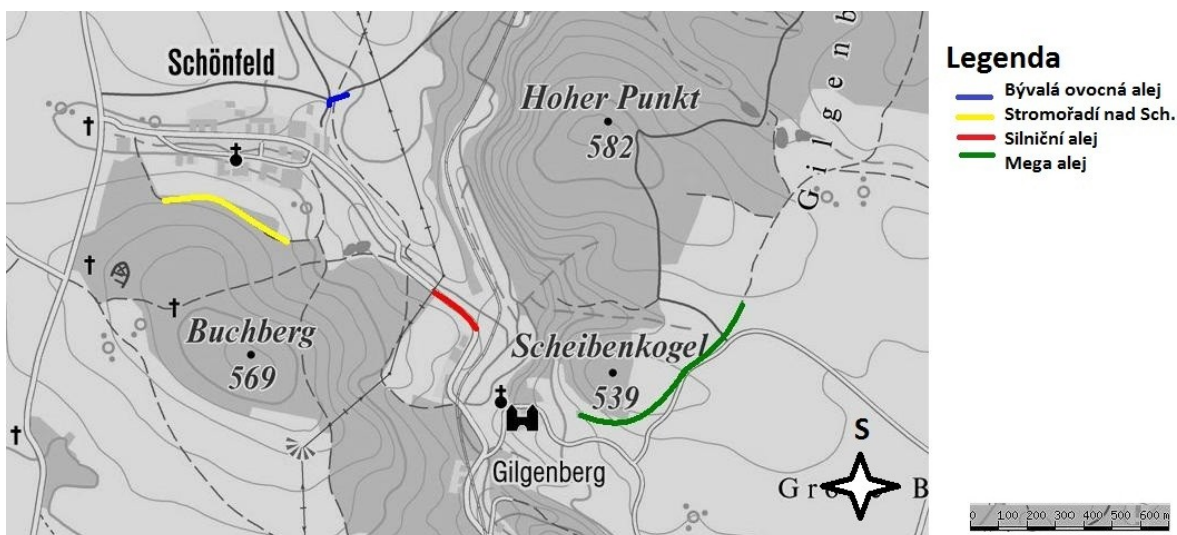 Schönfeld
Hoher Punkt
582
Gilgenb
Buchberg
569
Scheibenkogel
539
Gilgenberg
S
Gro e B
Legenda
Bývalá ovocná alej
Stromořadí nad Sch.
Silniční alej
Mega alej
0 100 200 300 400 500 600 m